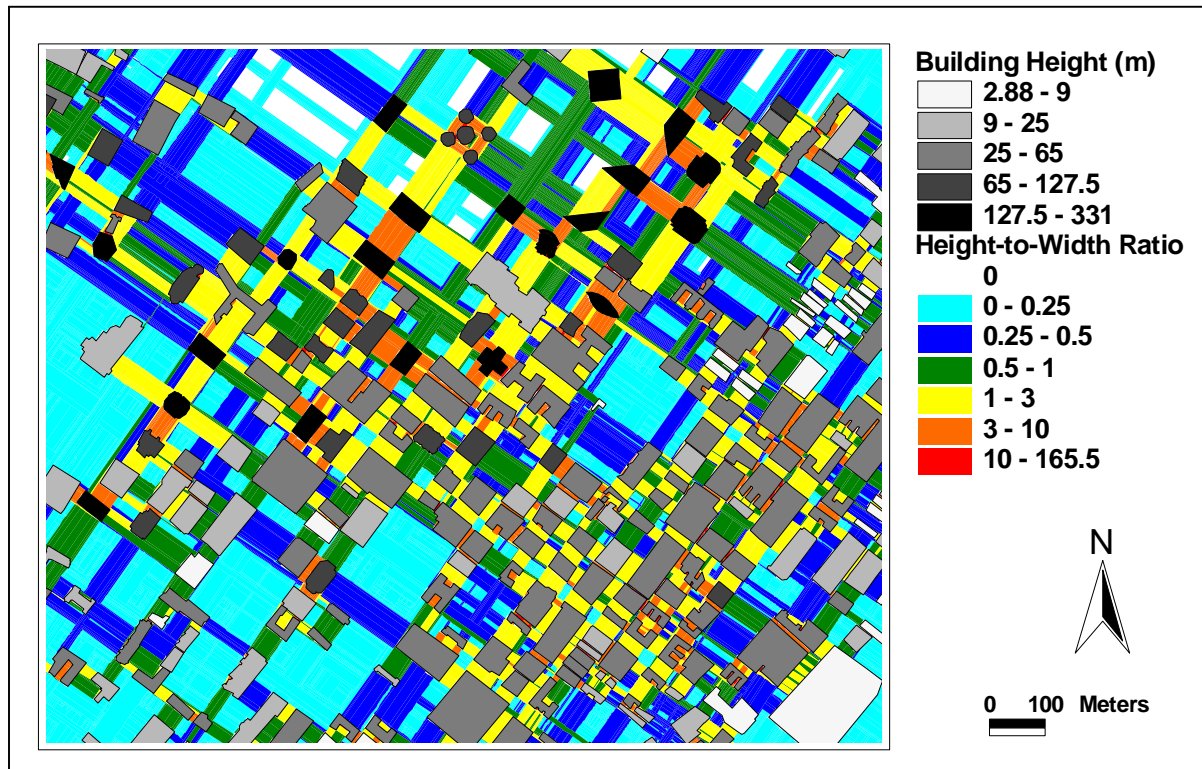 Building Height (m)
2.88 - 9
9 - 25
25 - 65
65 - 127.5
127.5 - 331
Height-to-Width Ratio
0
0 - 0.25
0.25 - 0.5
0.5 - 1
1 - 3
3 - 10
10 - 165.5
N
0 100 Meters